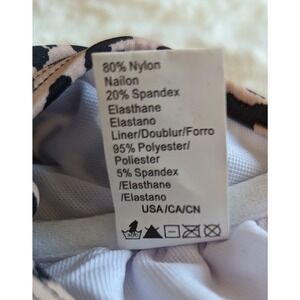 80% Nylon
Nailon
20% Spandex
Elasthane
Elastano
Liner/Doublur/Forro
95% Polyester/
Poliester
5% Spandex
/Elasthane
/Elastano
USA/CA/CN